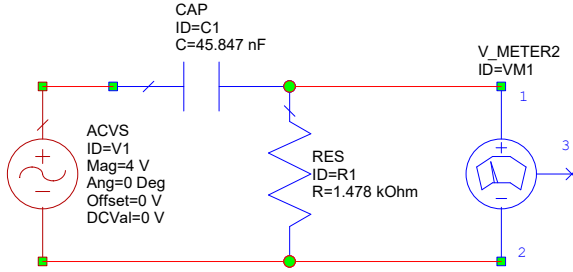 CAP
ID=C1
C=45.847 nF
V_METER2
ID=VM1
1
ACVS
ID=V1
Mag=4 V
Ang=0 Deg
Offset=0 V
DCVal=0 V
RES
ID=R1
R=1.478 kOhm
3
2